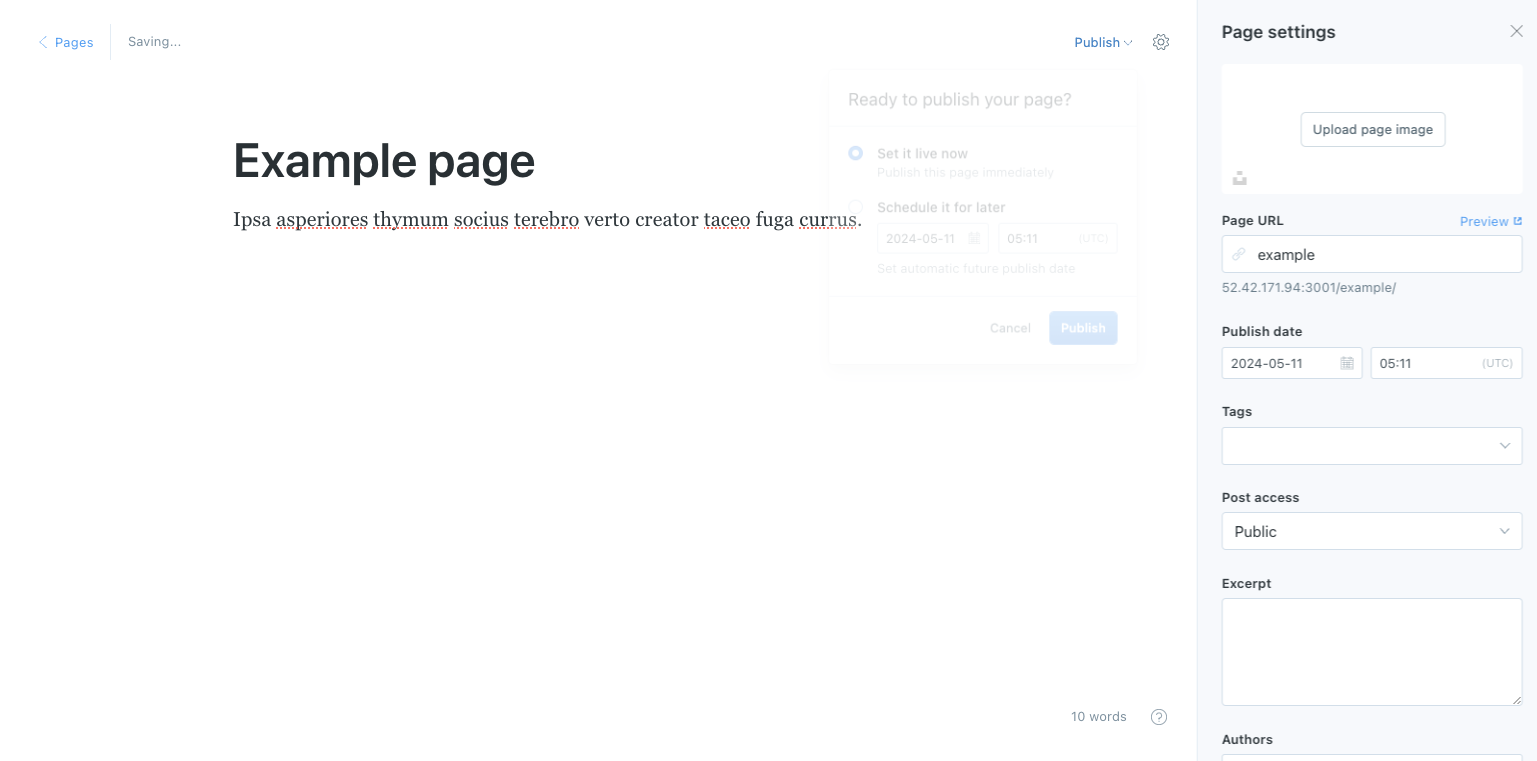 Pages
Saving...
Publish
Ready to publish your page?
Set it live now
Publish this page immediately
Schedule it for later
2024-05-11 05:11 (UTC)
Set automatic future publish date
Cancel Publish
Example page
Ipsa asperiores thymum socius terebro verto creator taceo fuga currus.
10 words
Page settings
Upload page image
Page URL Preview
example
52.42.171.94:3001/example/
Publish date
2024-05-11 05:11 (UTC)
Tags
Post access
Public
Excerpt
Authors